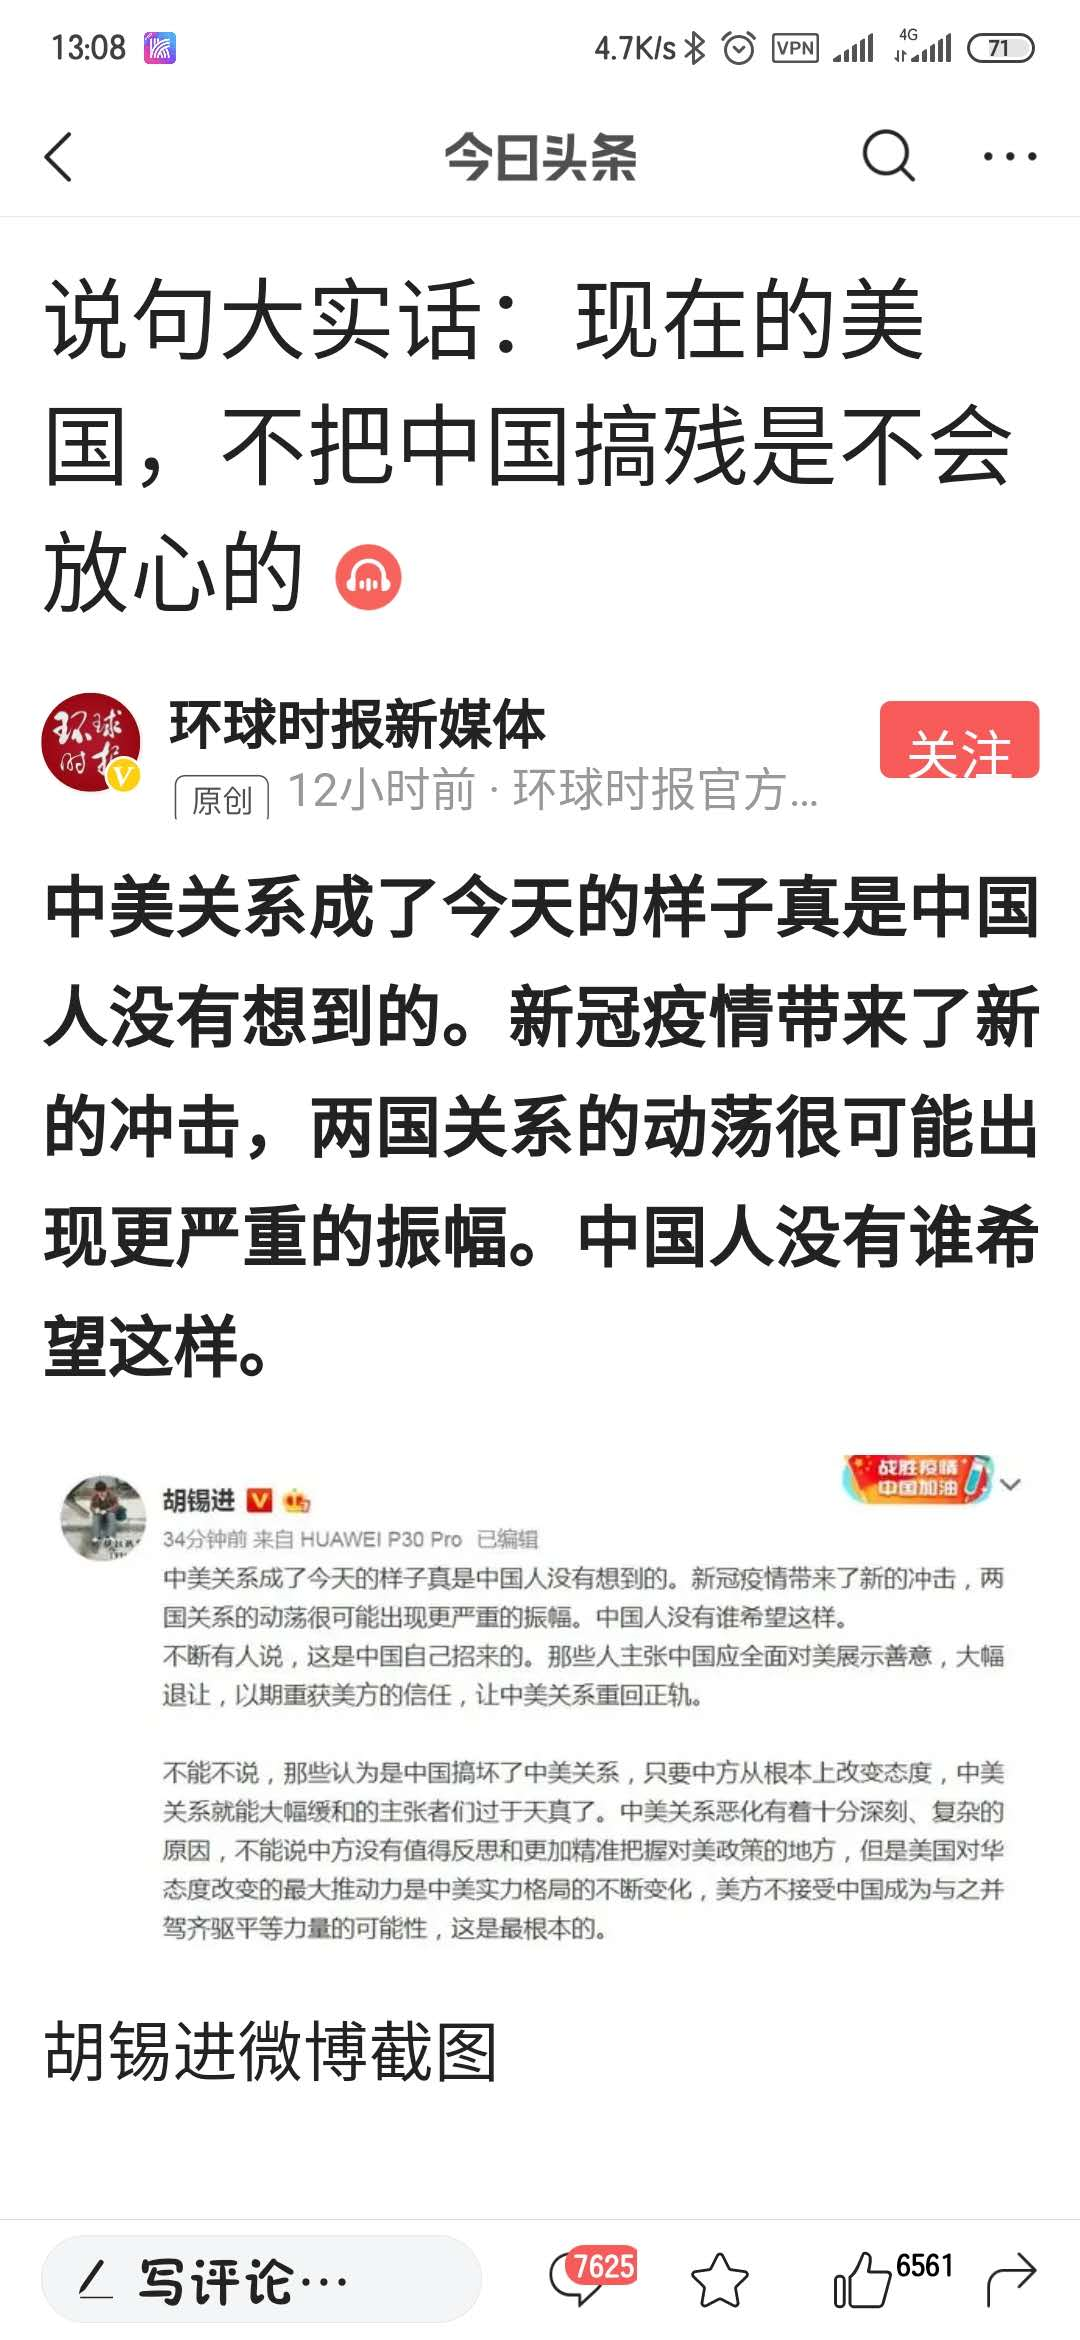 13:08
4.7K/s VPN 4G 71
今日头条
说句大实话：现在的美
国，不把中国搞残是不会
放心的
环球时报
V
环球时报新媒体
关注
原创 12小时前 · 环球时报官方...
中美关系成了今天的样子真是中国
人没有想到的。新冠疫情带来了新
的冲击，两国关系的动荡很可能出
现更严重的振幅。中国人没有谁希
望这样。
战胜疫情
中国加油
胡锡进 V
34分钟前 来自 HUAWEI P30 Pro 已编辑
中美关系成了今天的样子真是中国人没有想到的。新冠疫情带来了新的冲击，两
国关系的动荡很可能出现更严重的振幅。中国人没有谁希望这样。
不断有人说，这是中国自己招来的。那些人主张中国应全面对美展示善意，大幅
退让，以期重获美方的信任，让中美关系重回正轨。
不能不说，那些认为是中国搞坏了中美关系，只要中方从根本上改变态度，中美
关系就能大幅缓和的主张者们过于天真了。中美关系恶化有着十分深刻、复杂的
原因，不能说中方没有值得反思和更加精准把握对美政策的地方，但是美国对华
态度改变的最大推动力是中美实力格局的不断变化，美方不接受中国成为与之并
驾齐驱平等力量的可能性，这是最根本的。
胡锡进微博截图
写评论... 7625 6561